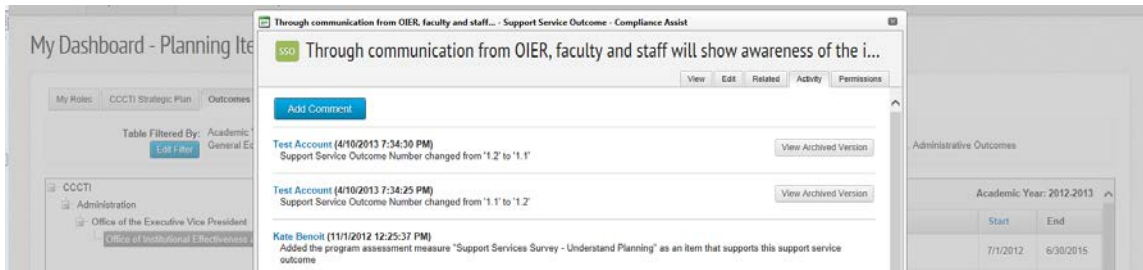 Through communication from OIER, faculty and staff... - Support Service Outcome - Compliance Assist
My Dashboard - Planning Ite
SSO Through communication from OIER, faculty and staff will show awareness of the i...
View Edit Related Activity Permissions
My Roles CCCTI Strategic Plan Outcomes
Add Comment
Table Filtered By: Academic
Edit Filter General Ec
, Administrative Outcomes
Test Account (4/10/2013 7:34:30 PM)
View Archived Version
Support Service Outcome Number changed from '1.2' to '1.1'
Test Account (4/10/2013 7:34:25 PM)
View Archived Version
Support Service Outcome Number changed from '1.1' to '1.2'
CCCTI
Academic Year: 2012-2013
Administration
Office of the Executive Vice President
Start End
Office of Institutional Effectiveness
Kate Benoit (11/1/2012 12:25:37 PM)
Added the program assessment measure "Support Services Survey - Understand Planning" as an item that supports this support service
outcome
7/1/2012 6/30/2015